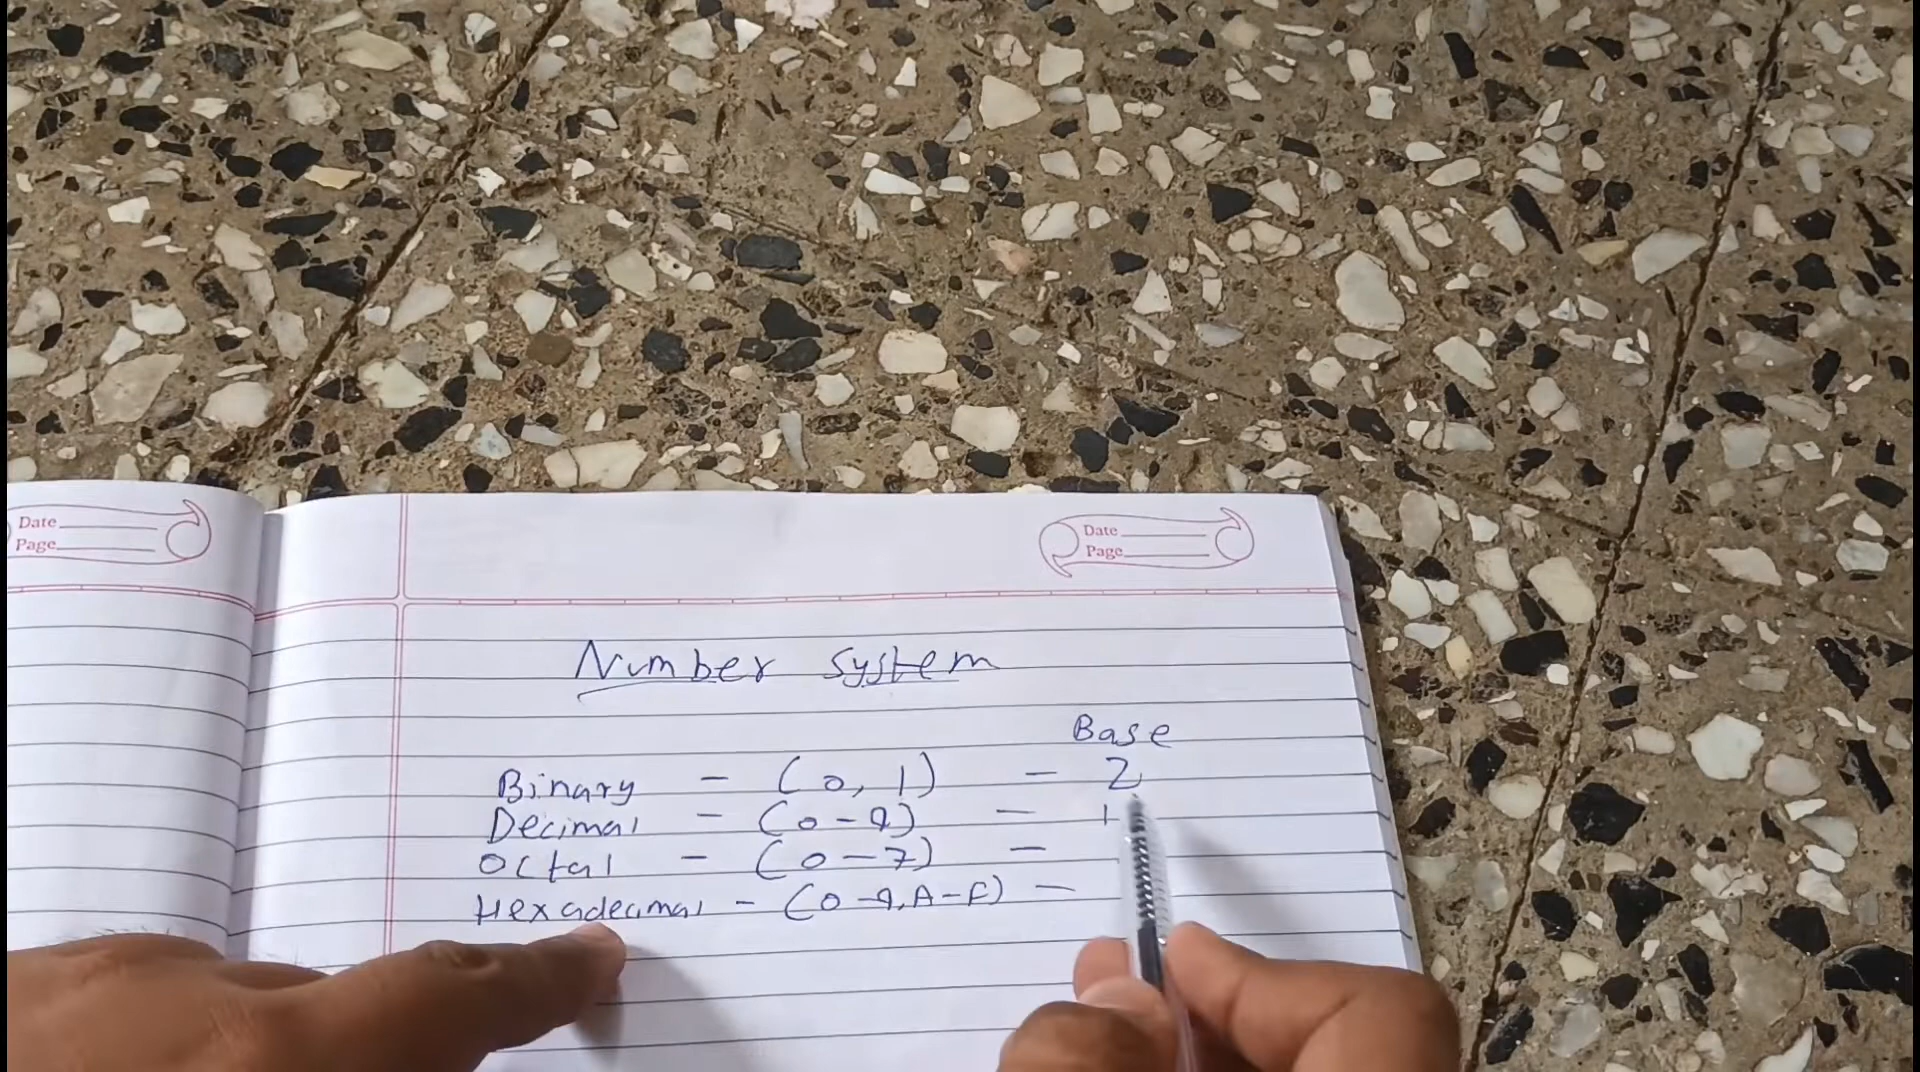 Date
Page
Date
Page
Number system
Base
Binary - (0, 1) - 2
Decimal - (0-9) - 1
Octal - (0-7) -
Hexadecimal - (0-9, A-F) -